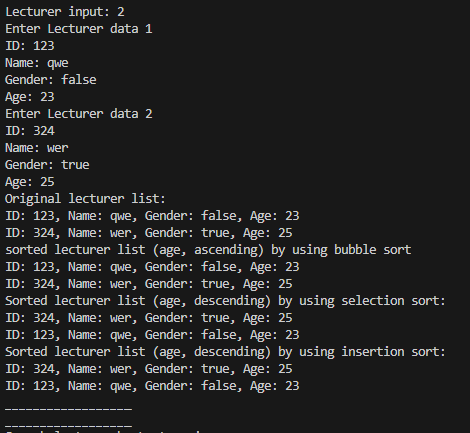 Lecturer input: 2
Enter Lecturer data 1
ID: 123
Name: qwe
Gender: false
Age: 23
Enter Lecturer data 2
ID: 324
Name: wer
Gender: true
Age: 25
Original lecturer list:
ID: 123, Name: qwe, Gender: false, Age: 23
ID: 324, Name: wer, Gender: true, Age: 25
sorted lecturer list (age, ascending) by using bubble sort
ID: 123, Name: qwe, Gender: false, Age: 23
ID: 324, Name: wer, Gender: true, Age: 25
Sorted lecturer list (age, descending) by using selection sort:
ID: 324, Name: wer, Gender: true, Age: 25
ID: 123, Name: qwe, Gender: false, Age: 23
Sorted lecturer list (age, descending) by using insertion sort:
ID: 324, Name: wer, Gender: true, Age: 25
ID: 123, Name: qwe, Gender: false, Age: 23
__________________
__________________